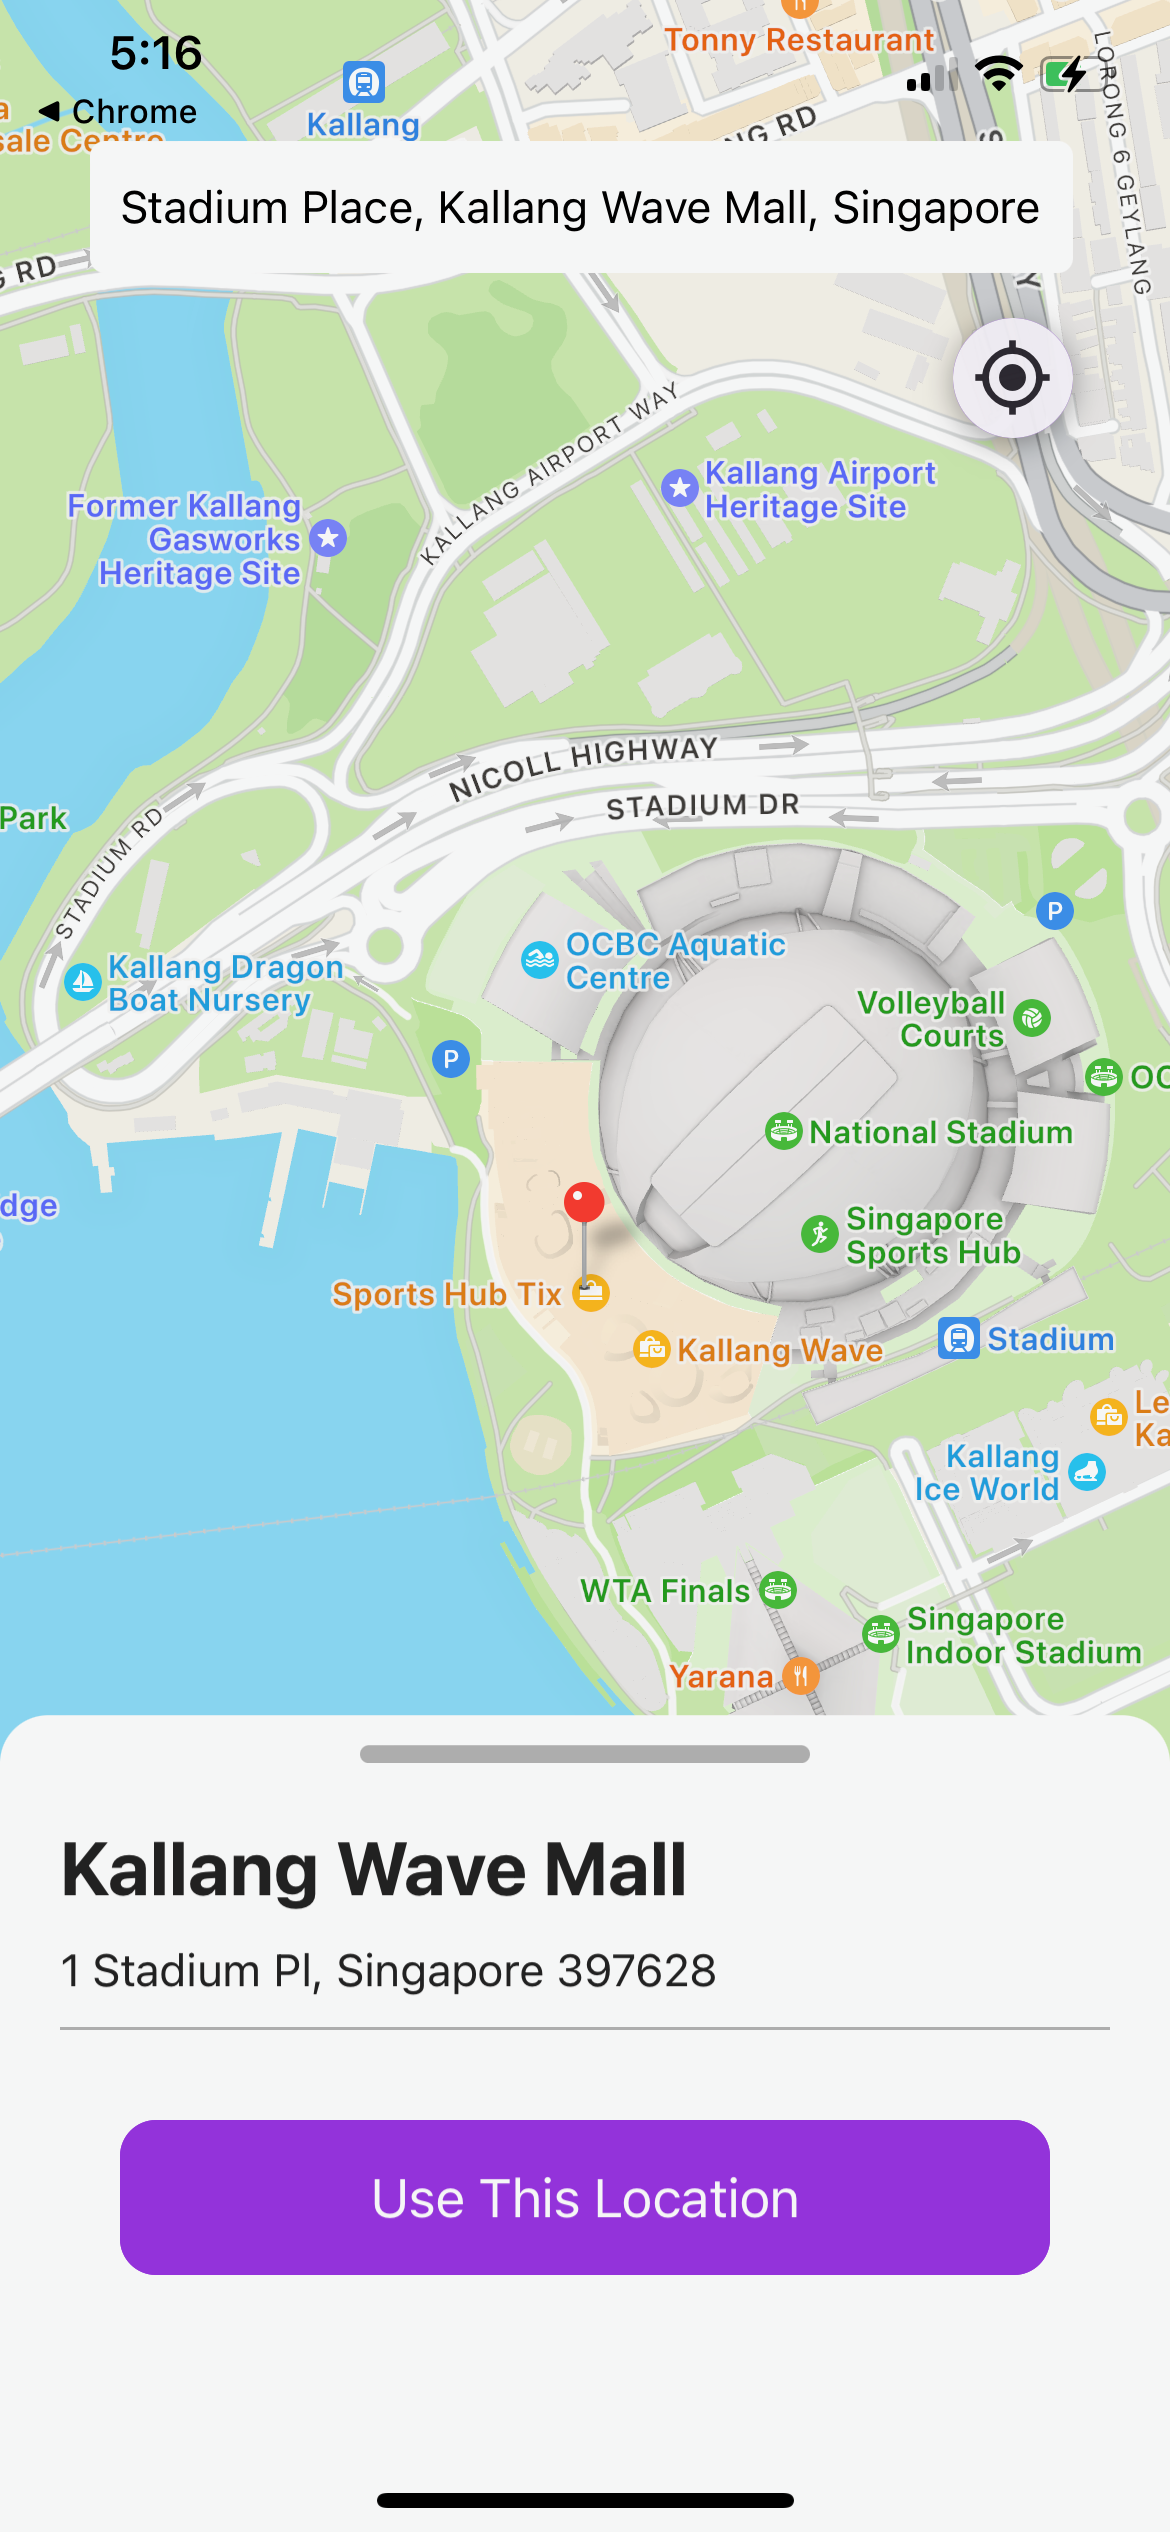 5:16
Tonny Restaurant
Chrome
Kallang
sale Centre
NG RD
LORONG 6 GEYLANG
Stadium Place, Kallang Wave Mall, Singapore
G RD
KALLANG AIRPORT WAY
Kallang Airport
Heritage Site
Former Kallang
Gasworks
Heritage Site
NICOLL HIGHWAY
STADIUM DR
Park
STADIUM RD
P
OCBC Aquatic
Centre
Kallang Dragon
Boat Nursery
Volleyball
Courts
P
OC
National Stadium
dge
Singapore
Sports Hub
Sports Hub Tix
Kallang Wave
Stadium
Le
Ka
Kallang
Ice World
WTA Finals
Singapore
Indoor Stadium
Yarana
Kallang Wave Mall
1 Stadium Pl, Singapore 397628
Use This Location